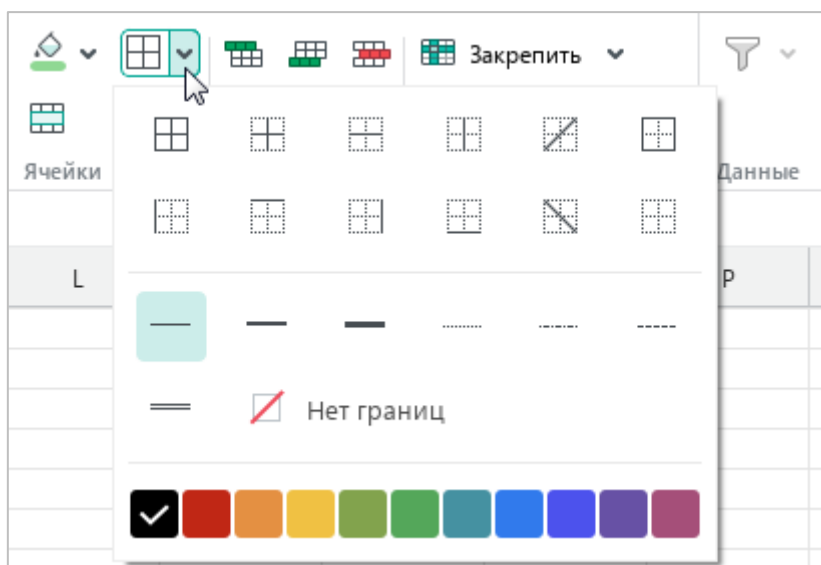 Закрепить
Ячейки
Данные
L
P
Нет границ